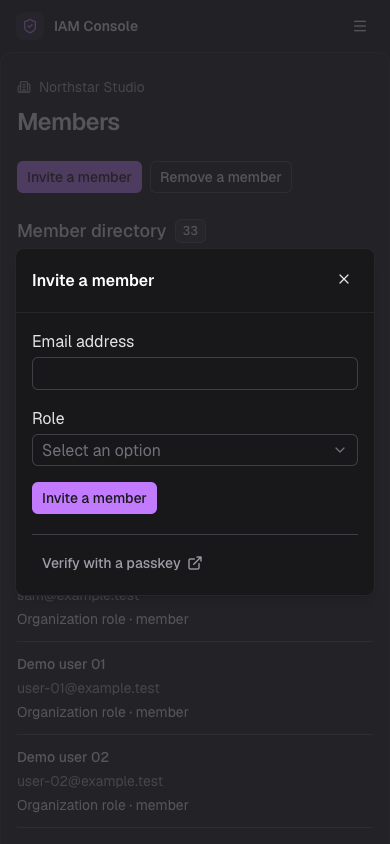 IAM Console
Northstar Studio
Members
Invite a member
Remove a member
Member directory 33
Invite a member
Email address
Role
Select an option
Invite a member
Verify with a passkey
sam@example.test
Organization role · member
Demo user 01
user-01@example.test
Organization role · member
Demo user 02
user-02@example.test
Organization role · member